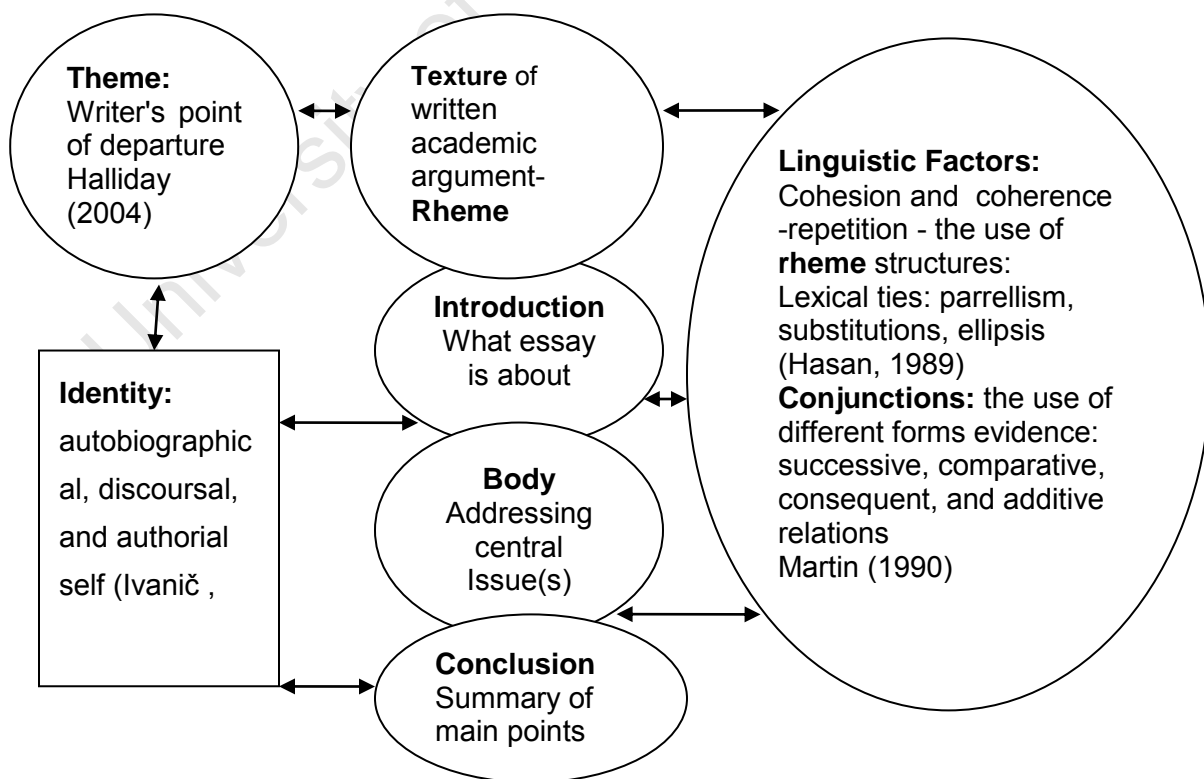 Theme:
Writer's point
of departure
Halliday
(2004)
Texture of
written
academic
argument-
Rheme
Introduction
What essay
is about
Body
Addressing
central
Issue(s)
Conclusion
Summary of
main points
Identity:
autobiographic
al, discoursal,
and authorial
self (Ivanič ,
Linguistic Factors:
Cohesion and coherence
-repetition - the use of
rheme structures:
Lexical ties: parrellism,
substitutions, ellipsis
(Hasan, 1989)
Conjunctions: the use of
different forms evidence:
successive, comparative,
consequent, and additive
relations
Martin (1990)